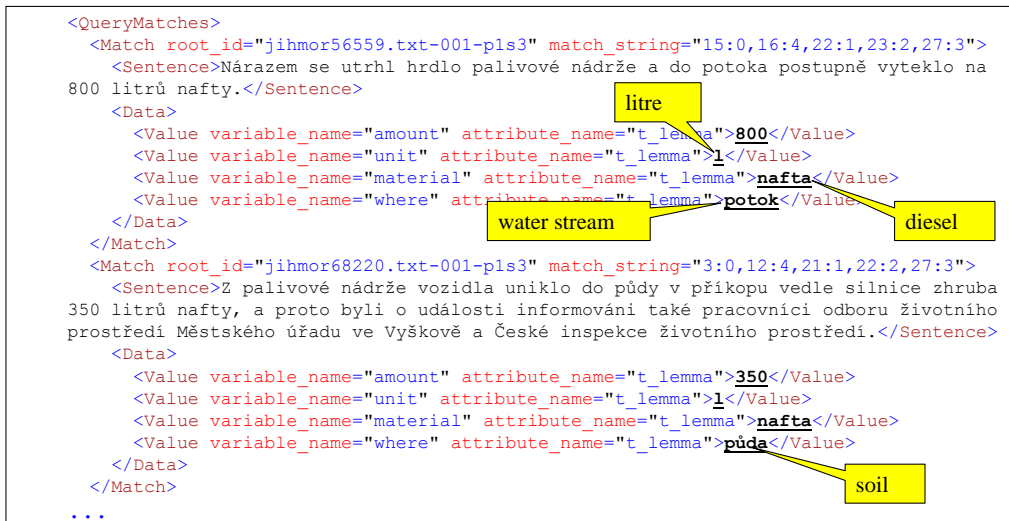 <QueryMatches>
<Match root_id="jihmor56559.txt-001-p1s3" match_string="15:0,16:4,22:1,23:2,27:3">
<Sentence>Nárazem se utrhl hrdlo palivové nádrže a do potoka postupně vyteklo na
800 litrů nafty.</Sentence>
litre
<Data>
<Value variable_name="amount" attribute_name="t_lemma">800</Value>
<Value variable_name="unit" attribute_name="t_lemma">l</Value>
<Value variable_name="material" attribute_name="t_lemma">nafta</Value>
<Value variable_name="where" attribute_name="t_lemma">potok</Value>
water stream
diesel
</Data>
</Match>
<Match root_id="jihmor68220.txt-001-p1s3" match_string="3:0,12:4,21:1,22:2,27:3">
<Sentence>Z palivové nádrže vozidla uniklo do půdy v příkopu vedle silnice zhruba
350 litrů nafty, a proto byli o události informováni také pracovníci odboru životního
prostředí Městského úřadu ve Vyškově a České inspekce životního prostředí.</Sentence>
<Data>
<Value variable_name="amount" attribute_name="t_lemma">350</Value>
<Value variable_name="unit" attribute_name="t_lemma">l</Value>
<Value variable_name="material" attribute_name="t_lemma">nafta</Value>
<Value variable_name="where" attribute_name="t_lemma">půda</Value>
</Data>
soil
</Match>
...